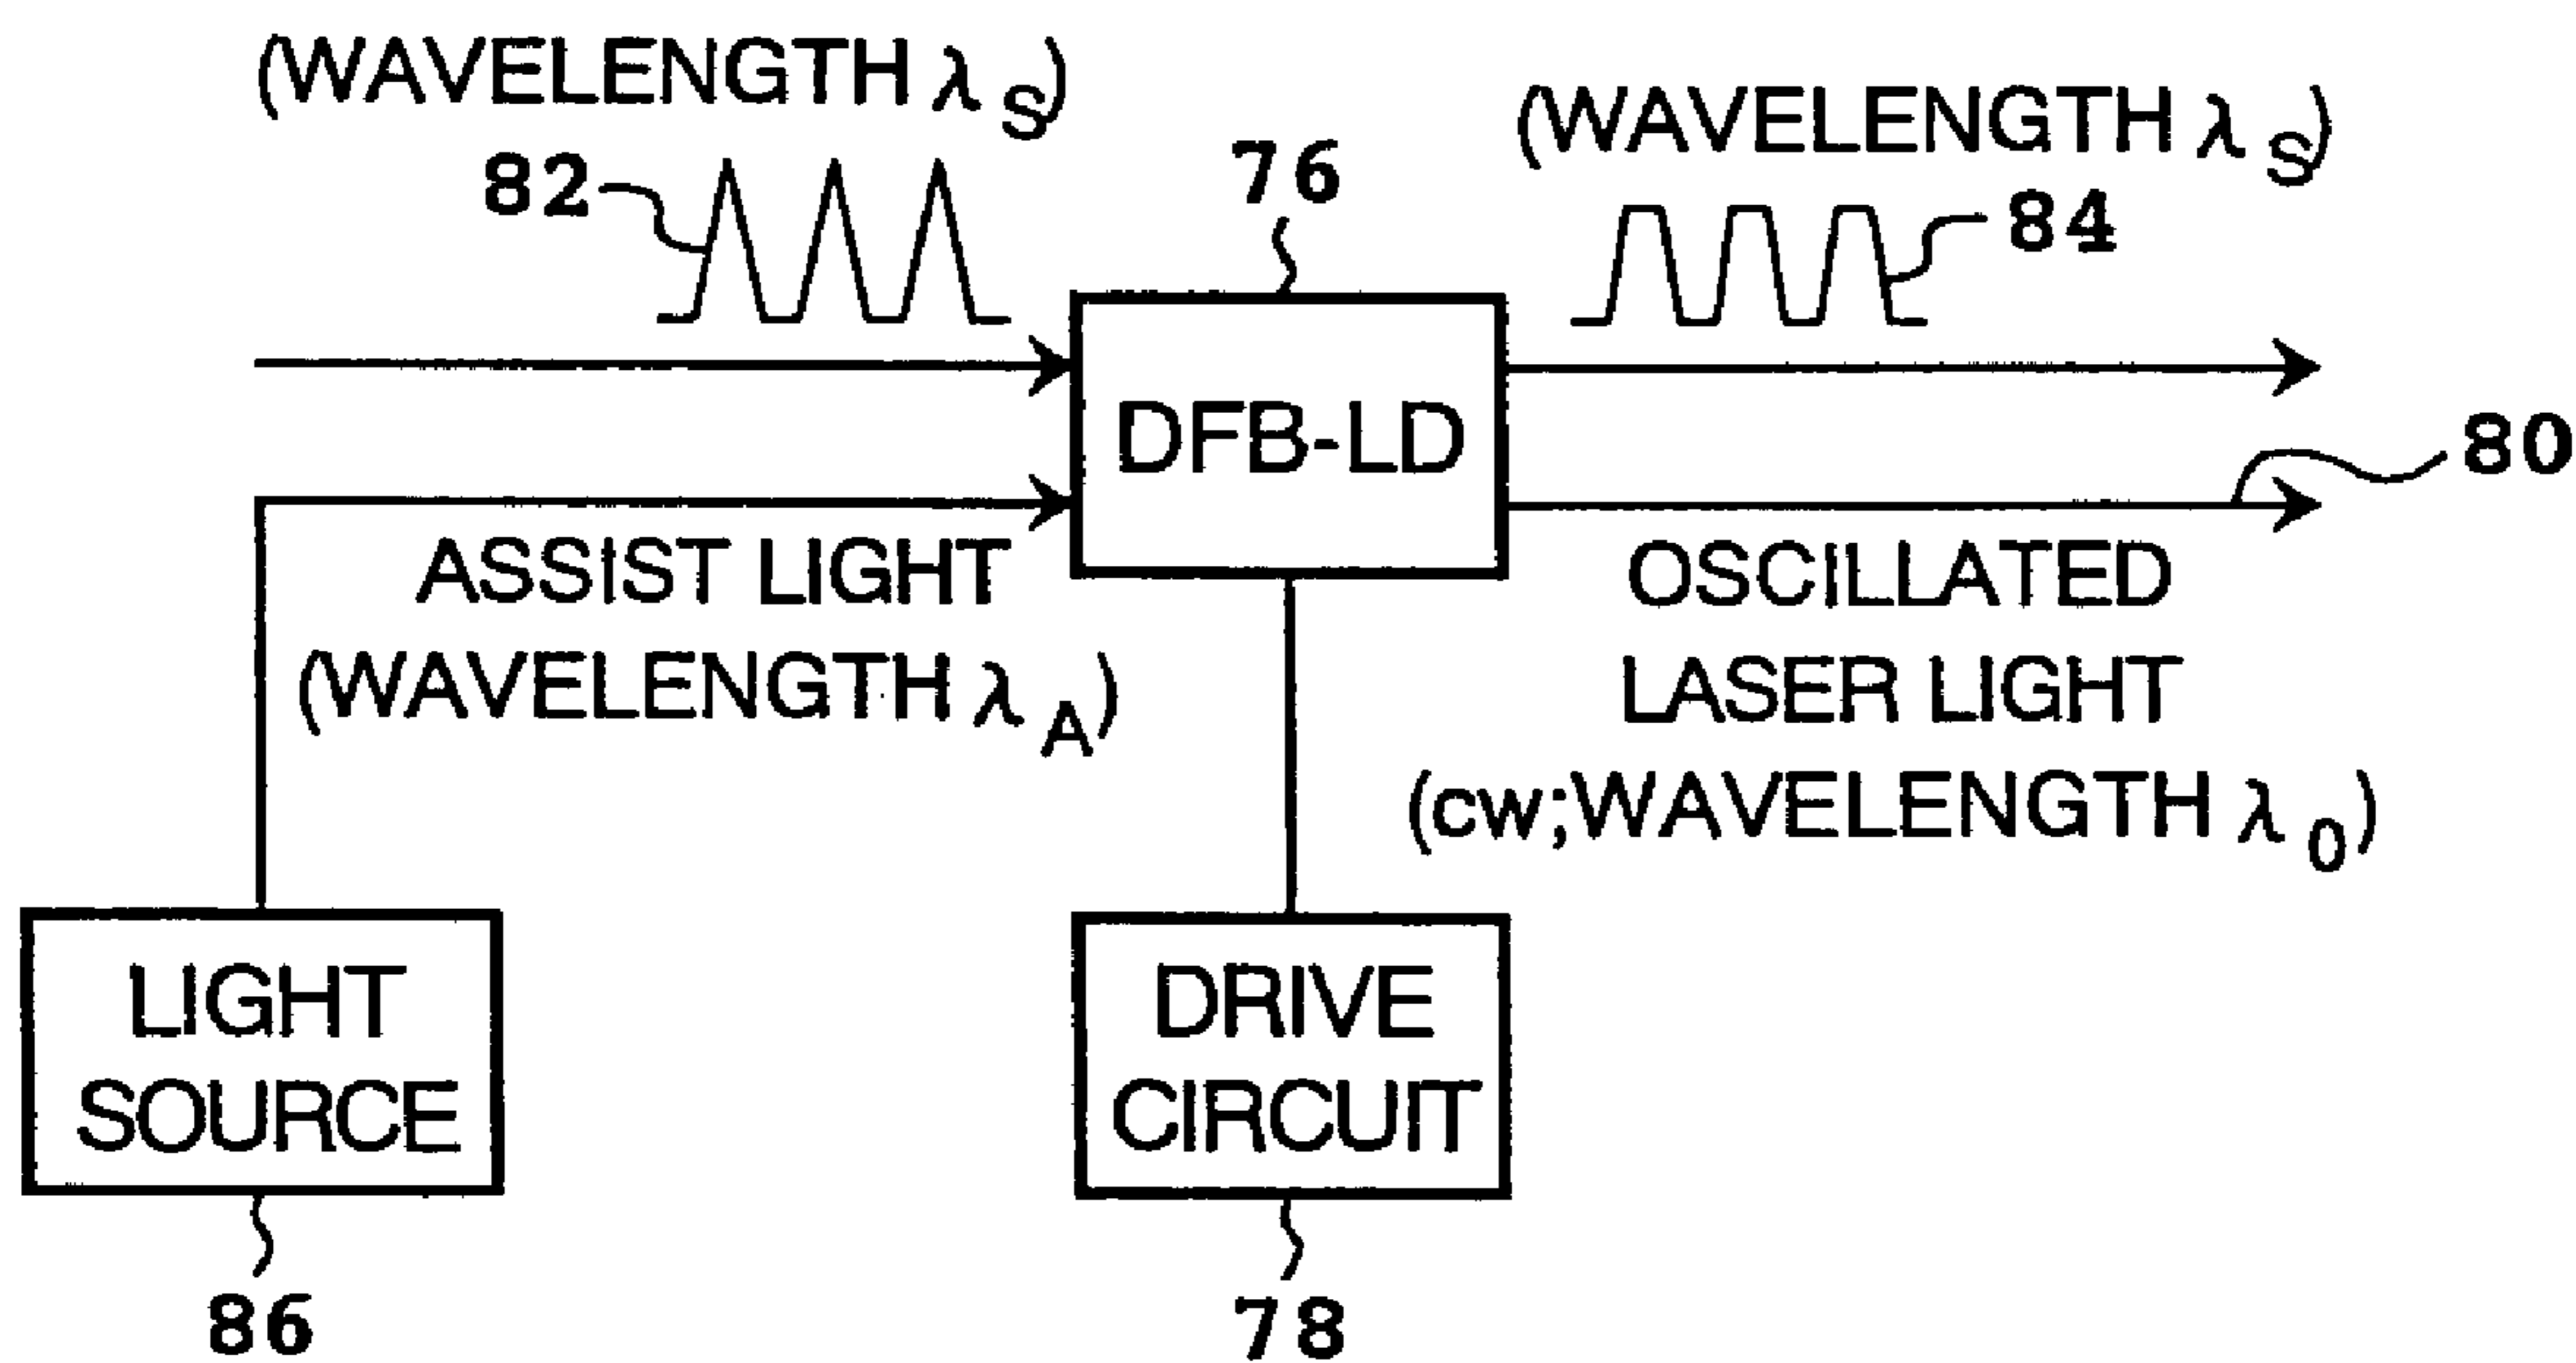 (WAVELENGTH λS)
82
76
(WAVELENGTH λS)
84
DFB-LD
80
ASSIST LIGHT
(WAVELENGTH λA)
OSCILLATED
LASER LIGHT
(cw;WAVELENGTH λ0)
LIGHT
SOURCE
DRIVE
CIRCUIT
86
78